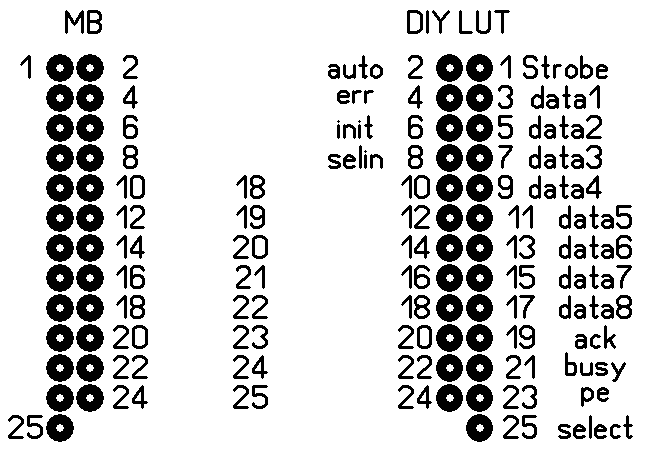 MB DIY LUT
1 2 auto 2 1 Strobe
4 err 4 3 data1
6 init 6 5 data2
8 selin 8 7 data3
10 18 10 9 data4
12 19 12 11 data5
14 20 14 13 data6
16 21 16 15 data7
18 22 18 17 data8
20 23 20 19 ack
22 24 22 21 busy
24 25 24 23 pe
25 25 select